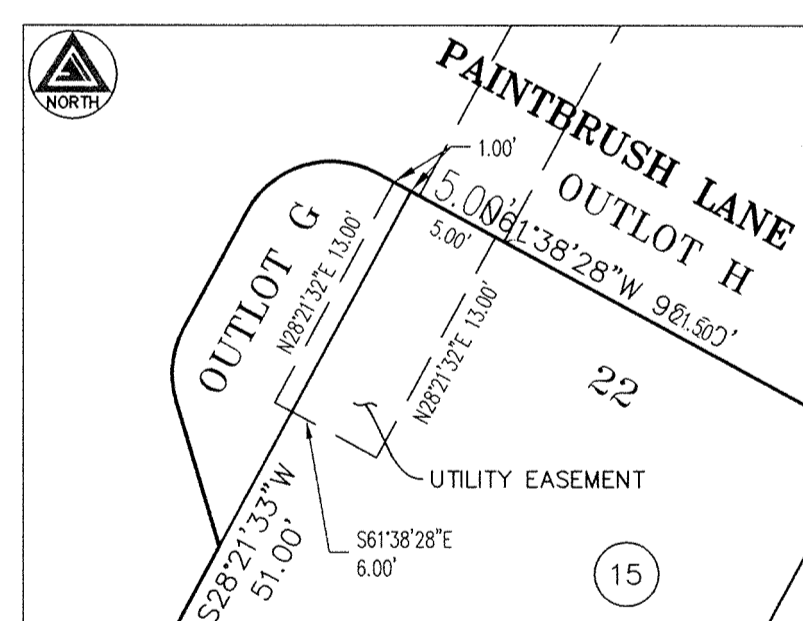 NORTH
PAINTBRUSH LANE
1.00'
OUTLOT H
5.00'
5.00'
N61°38'28"W
OUTLOT G
N28°21'32"E 13.00'
N28°21'32"E 13.00'
22
UTILITY EASEMENT
S28°21'33"W
51.00'
S61°38'28"E
6.00'
15